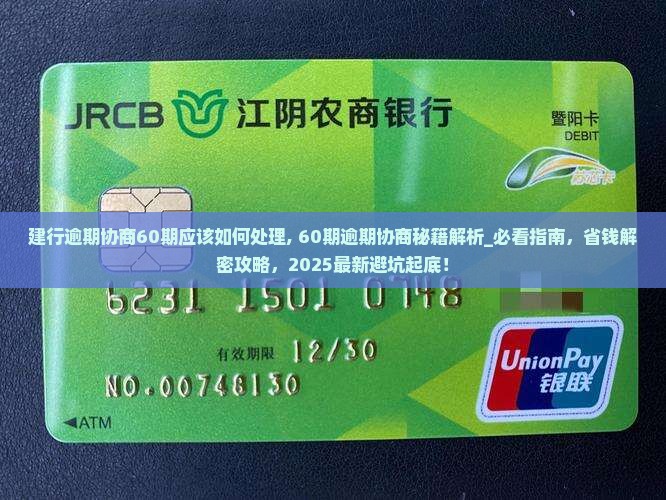 JRCB 江阴农商银行
暨阳卡
DEBIT
建行逾期协商60期应该如何处理, 60期逾期协商秘籍解析_必看指南，省钱解
密攻略，2025最新避坑起底！
6231 1501 0748
有效期限 12/30
NO.00748130
UnionPay
银联
◄ATM